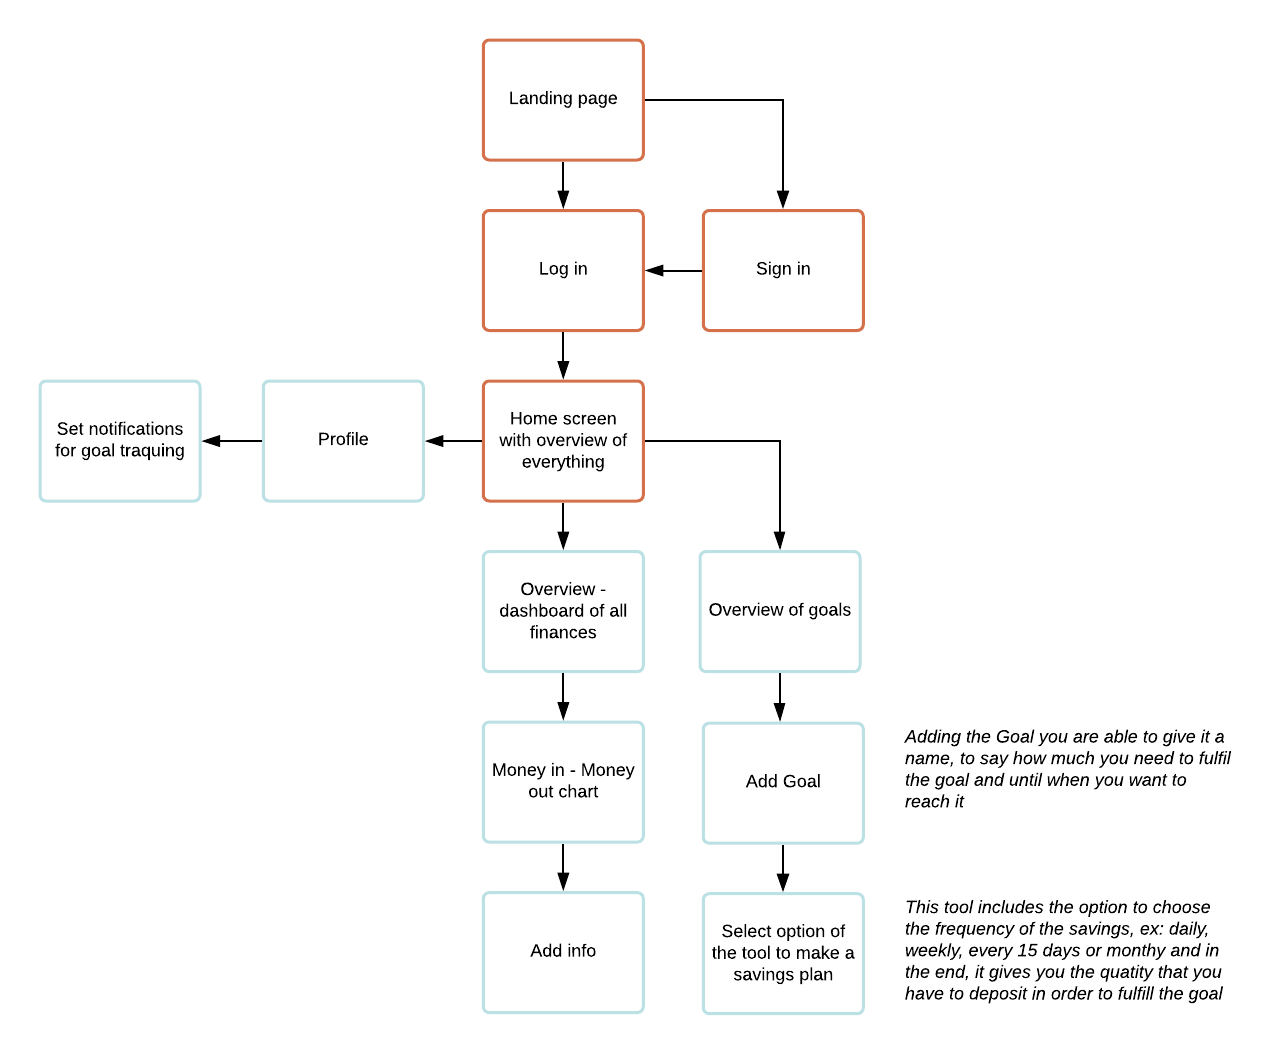 Landing page
Log in
Sign in
Set notifications
for goal traquing
Profile
Home screen
with overview of
everything
Overview -
dashboard of all
finances
Overview of goals
Money in - Money
out chart
Add Goal
Adding the Goal you are able to give it a
name, to say how much you need to fulfil
the goal and until when you want to
reach it
Add info
Select option of
the tool to make a
savings plan
This tool includes the option to choose
the frequency of the savings, ex: daily,
weekly, every 15 days or monthy and in
the end, it gives you the quatity that you
have to deposit in order to fulfill the goal